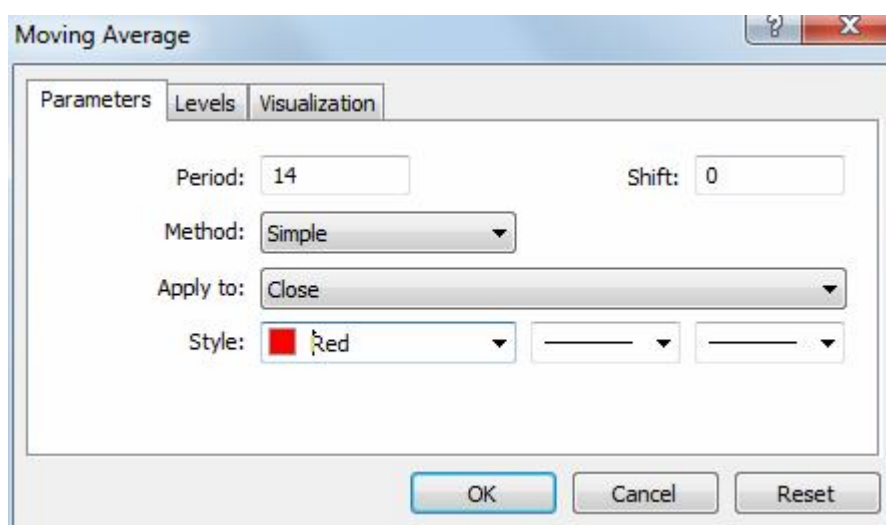 Moving Average
Parameters Levels Visualization
Period: 14 Shift: 0
Method: Simple
Apply to: Close
Style: Red
OK Cancel Reset